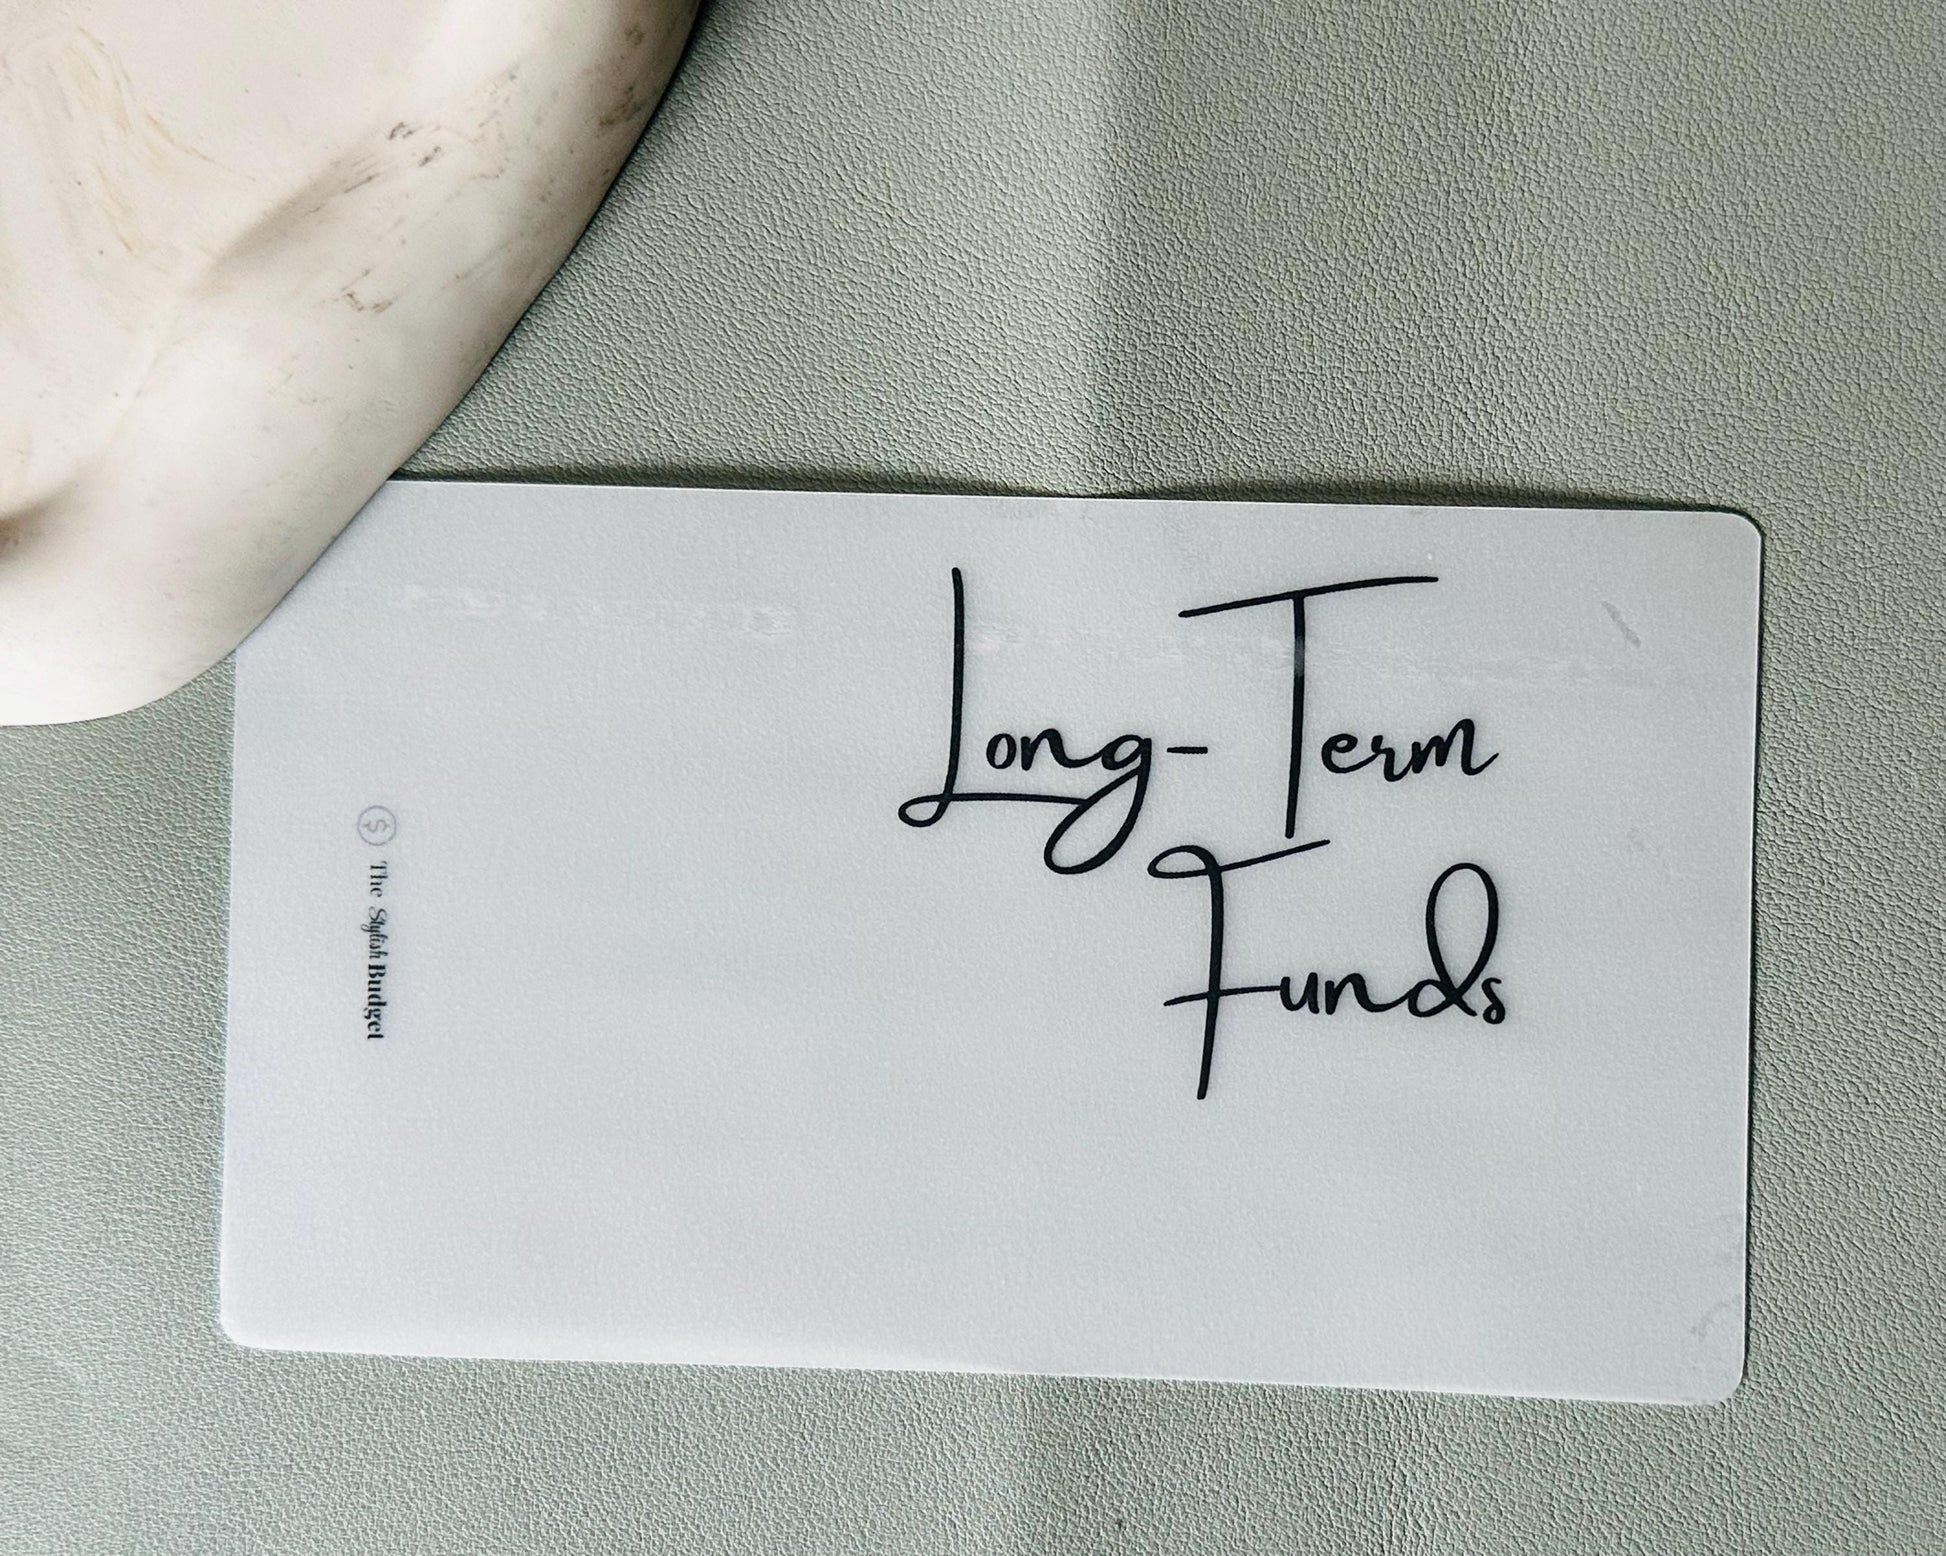 Long-Term
Funds
The Stylish Budget